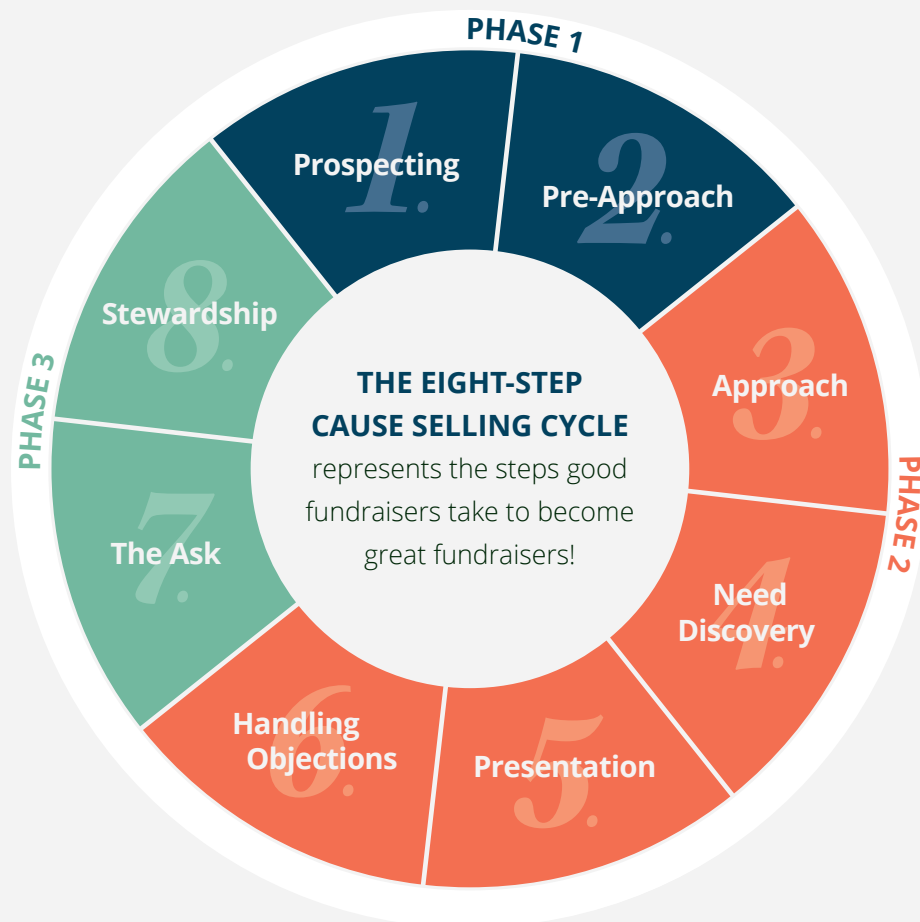 PHASE 1
1.
Prospecting
2.
Pre-Approach
PHASE 2
3.
Approach
4.
Need
Discovery
5.
Presentation
6.
Handling
Objections
PHASE 3
7.
The Ask
8.
Stewardship
THE EIGHT-STEP
CAUSE SELLING CYCLE
represents the steps good
fundraisers take to become
great fundraisers!